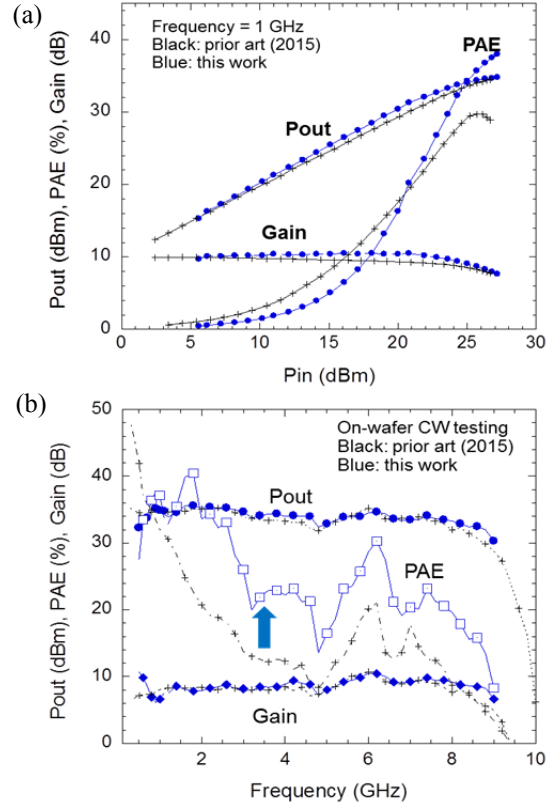 (a)
Frequency = 1 GHz
Black: prior art (2015)
Blue: this work
PAE
Pout
Gain
Pout (dBm), PAE (%), Gain (dB)
40
30
20
10
0
0 5 10 15 20 25 30
Pin (dBm)
(b)
On-wafer CW testing
Black: prior art (2015)
Blue: this work
Pout
PAE
Gain
Pout (dBm), PAE (%), Gain (dB)
50
40
30
20
10
0
2 4 6 8 10
Frequency (GHz)